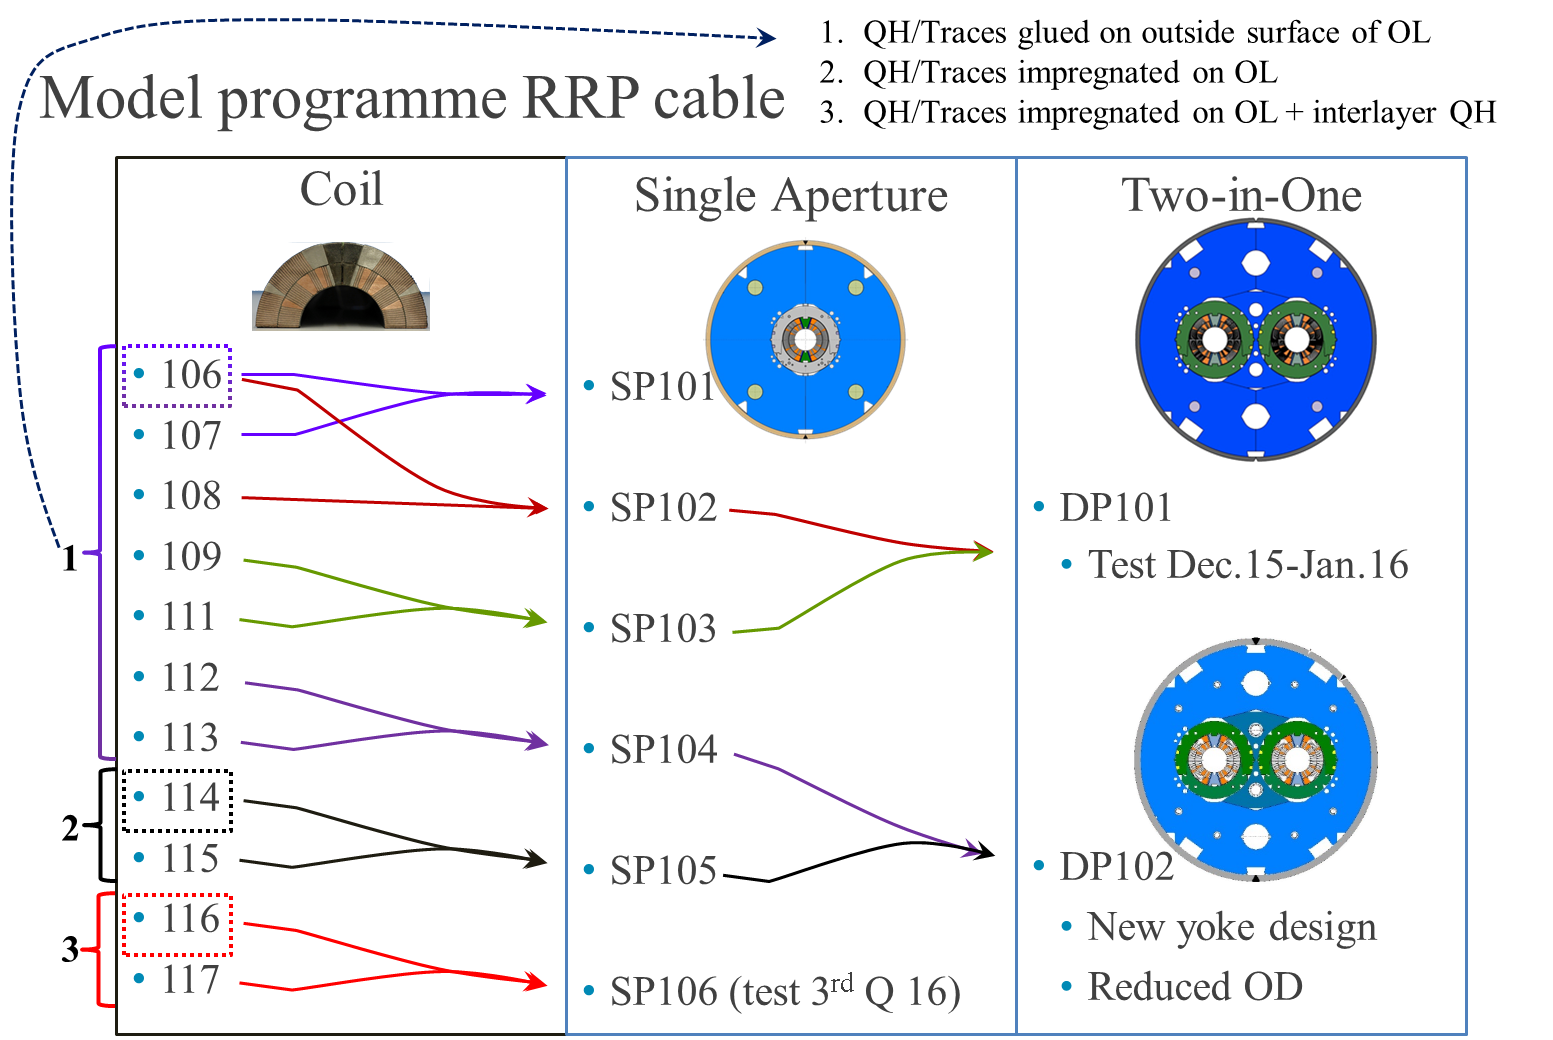 1. QH/Traces glued on outside surface of OL
2. QH/Traces impregnated on OL
3. QH/Traces impregnated on OL + interlayer QH
Model programme RRP cable
Coil
106
107
108
109
111
112
113
114
115
116
117
1
2
3
Single Aperture
SP101
SP102
SP103
SP104
SP105
SP106 (test 3rd Q 16)
Two-in-One
DP101
Test Dec.15-Jan.16
DP102
New yoke design
Reduced OD